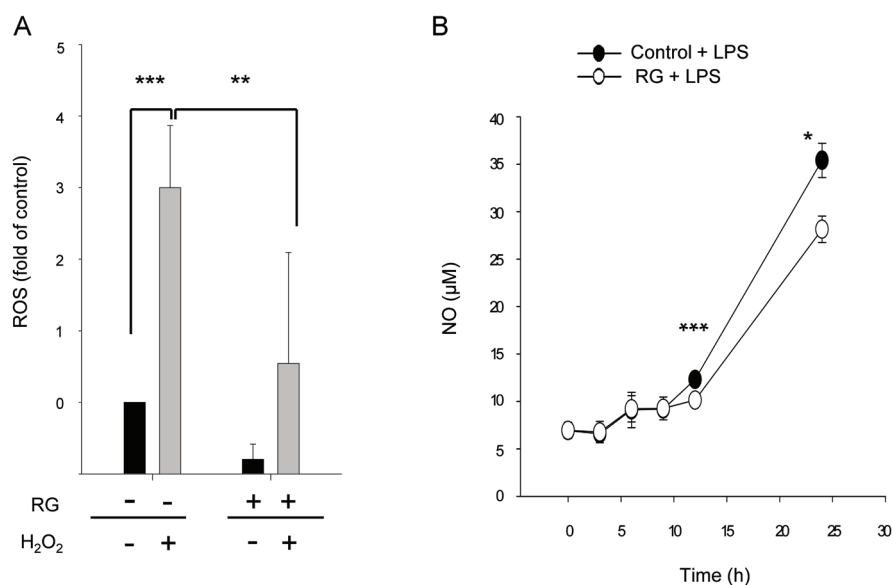 A
5
4
3
2
1
0
ROS (fold of control)
*** **
RG - - + +
H₂O₂ - + - +
B
Control + LPS
RG + LPS
40
35
30
25
20
15
10
5
0
NO (µM)
*
***
0 5 10 15 20 25 30
Time (h)